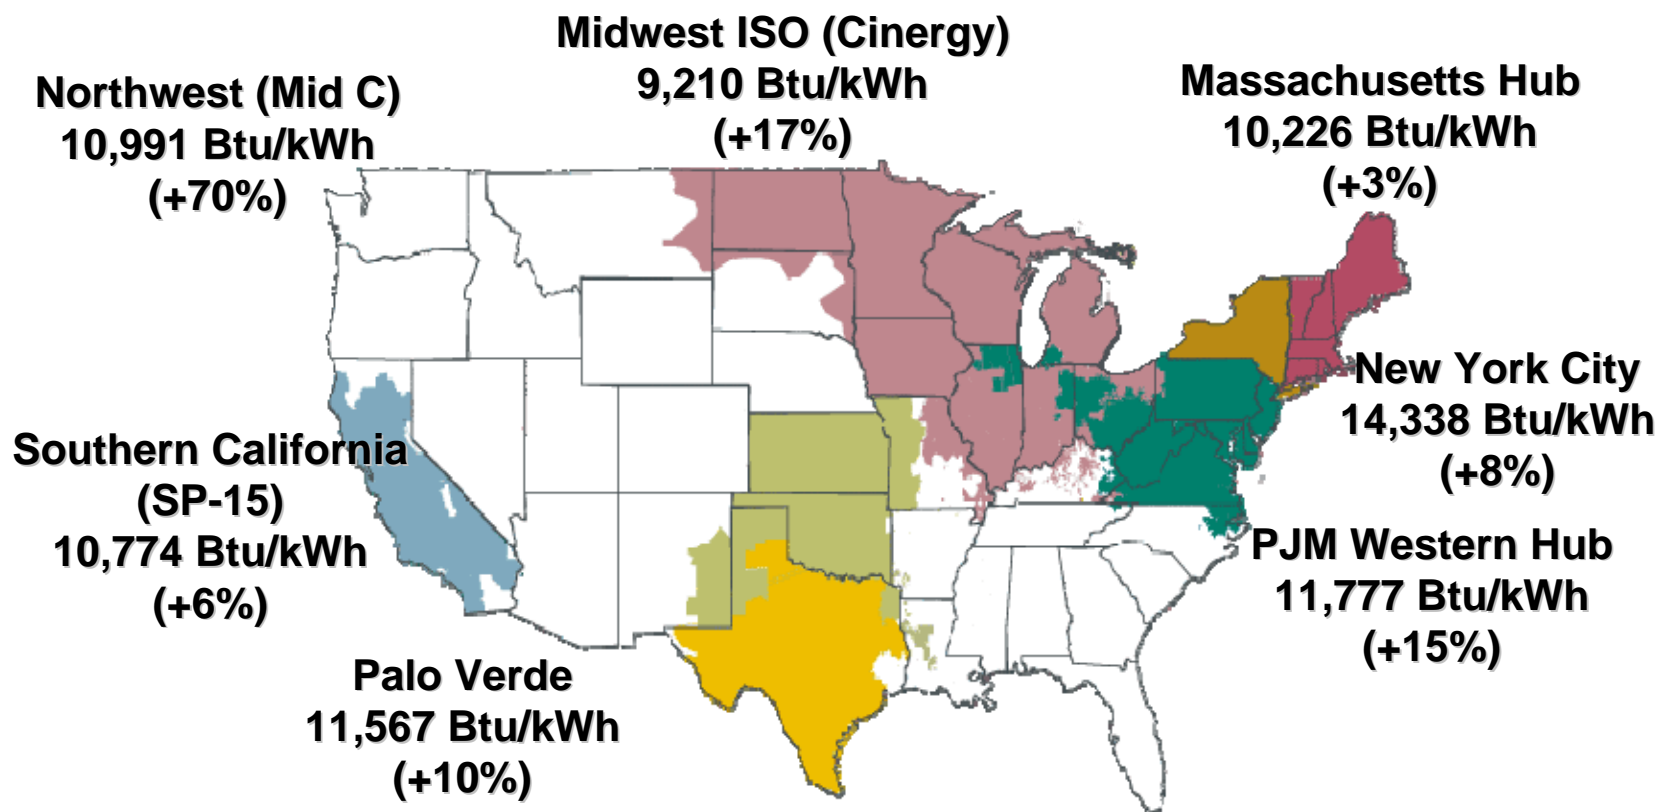 Midwest ISO (Cinergy)
9,210 Btu/kWh
(+17%)
Northwest (Mid C)
10,991 Btu/kWh
(+70%)
Massachusetts Hub
10,226 Btu/kWh
(+3%)
New York City
14,338 Btu/kWh
(+8%)
Southern California
(SP-15)
10,774 Btu/kWh
(+6%)
PJM Western Hub
11,777 Btu/kWh
(+15%)
Palo Verde
11,567 Btu/kWh
(+10%)